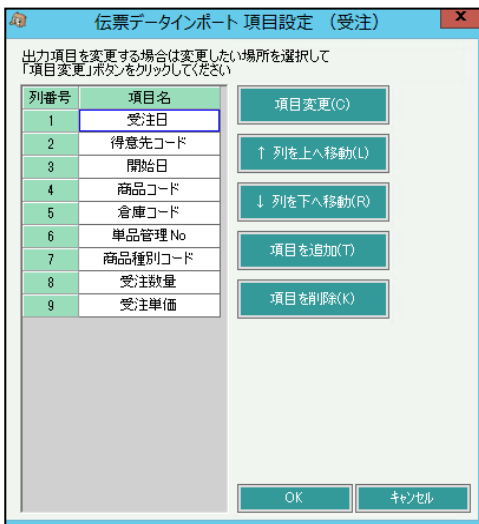 伝票データインポート 項目設定 （受注）
x
出力項目を変更する場合は変更したい場所を選択して
「項目変更」ボタンをクリックしてください
列番号 項目名
1 受注日
2 得意先コード
3 開始日
4 商品コード
5 倉庫コード
6 単品管理No
7 商品種別コード
8 受注数量
9 受注単価
項目変更(C)
↑ 列を上へ移動(L)
↓ 列を下へ移動(R)
項目を追加(T)
項目を削除(K)
OK
キャンセル